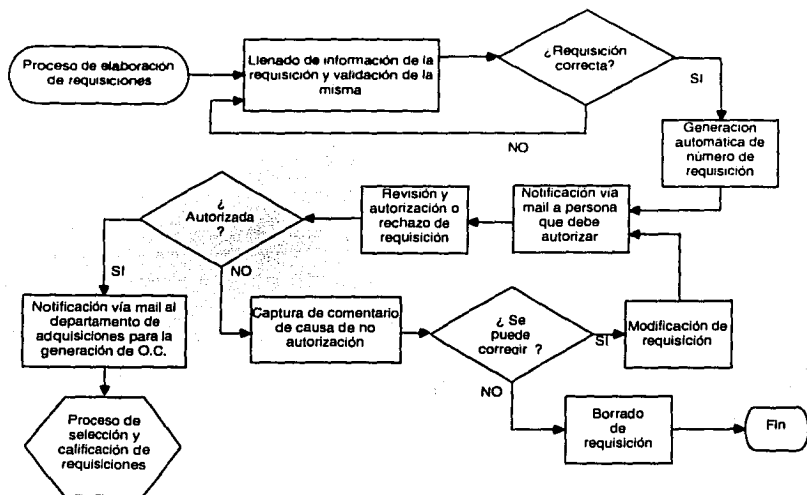 Proceso de elaboración
de requisiciones
Llenado de información de la
requisición y validación de la
misma
¿Requisición
correcta?
SI
NO
Generacion
automatica de
número de
requisición
Notificación vía
mail a persona
que debe
autorizar
Revisión y
autorización o
rechazo de
requisición
¿
Autorizada
?
SI
NO
Notificación vía mail al
departamento de
adquisiciones para la
generación de O.C.
Captura de comentario
de causa de no
autorización
¿ Se
puede
corregir ?
SI
NO
Modificación de
requisición
Borrado
de
requisición
Fin
Proceso de
selección y
calificación de
requisiciones